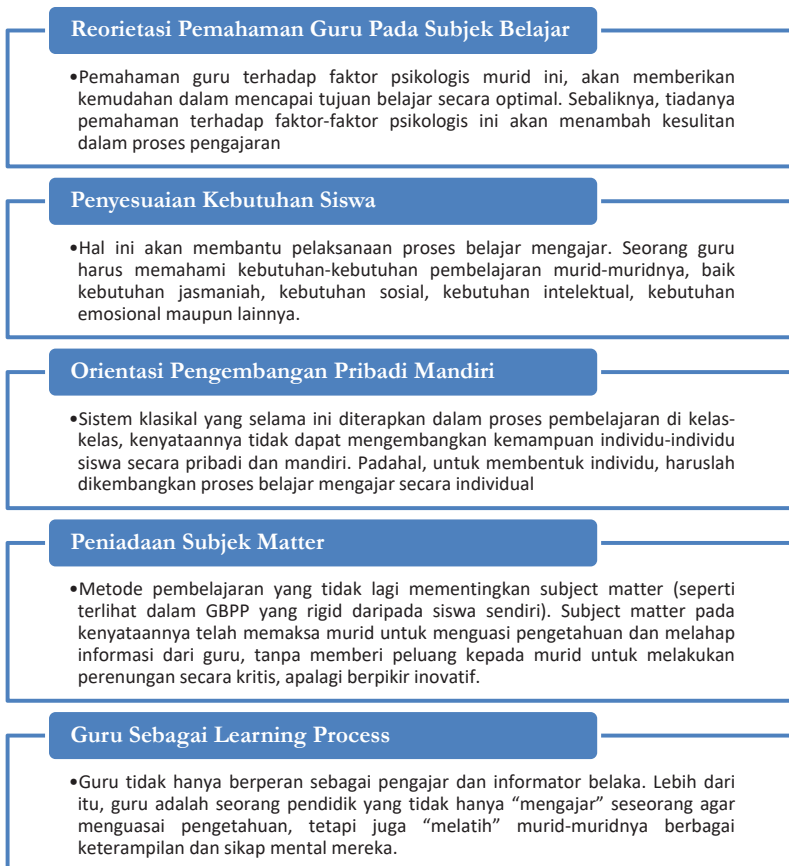 Reorietasi Pemahaman Guru Pada Subjek Belajar
•Pemahaman guru terhadap faktor psikologis murid ini, akan memberikan
kemudahan dalam mencapai tujuan belajar secara optimal. Sebaliknya, tiadanya
pemahaman terhadap faktor-faktor psikologis ini akan menambah kesulitan
dalam proses pengajaran
Penyesuaian Kebutuhan Siswa
•Hal ini akan membantu pelaksanaan proses belajar mengajar. Seorang guru
harus memahami kebutuhan-kebutuhan pembelajaran murid-muridnya, baik
kebutuhan jasmaniah, kebutuhan sosial, kebutuhan intelektual, kebutuhan
emosional maupun lainnya.
Orientasi Pengembangan Pribadi Mandiri
•Sistem klasikal yang selama ini diterapkan dalam proses pembelajaran di kelas-
kelas, kenyataannya tidak dapat mengembangkan kemampuan individu-individu
siswa secara pribadi dan mandiri. Padahal, untuk membentuk individu, haruslah
dikembangkan proses belajar mengajar secara individual
Peniadaan Subjek Matter
•Metode pembelajaran yang tidak lagi mementingkan subject matter (seperti
terlihat dalam GBPP yang rigid daripada siswa sendiri). Subject matter pada
kenyataannya telah memaksa murid untuk menguasi pengetahuan dan melahap
informasi dari guru, tanpa memberi peluang kepada murid untuk melakukan
perenungan secara kritis, apalagi berpikir inovatif.
Guru Sebagai Learning Process
•Guru tidak hanya berperan sebagai pengajar dan informator belaka. Lebih dari
itu, guru adalah seorang pendidik yang tidak hanya “mengajar” seseorang agar
menguasai pengetahuan, tetapi juga “melatih” murid-muridnya berbagai
keterampilan dan sikap mental mereka.